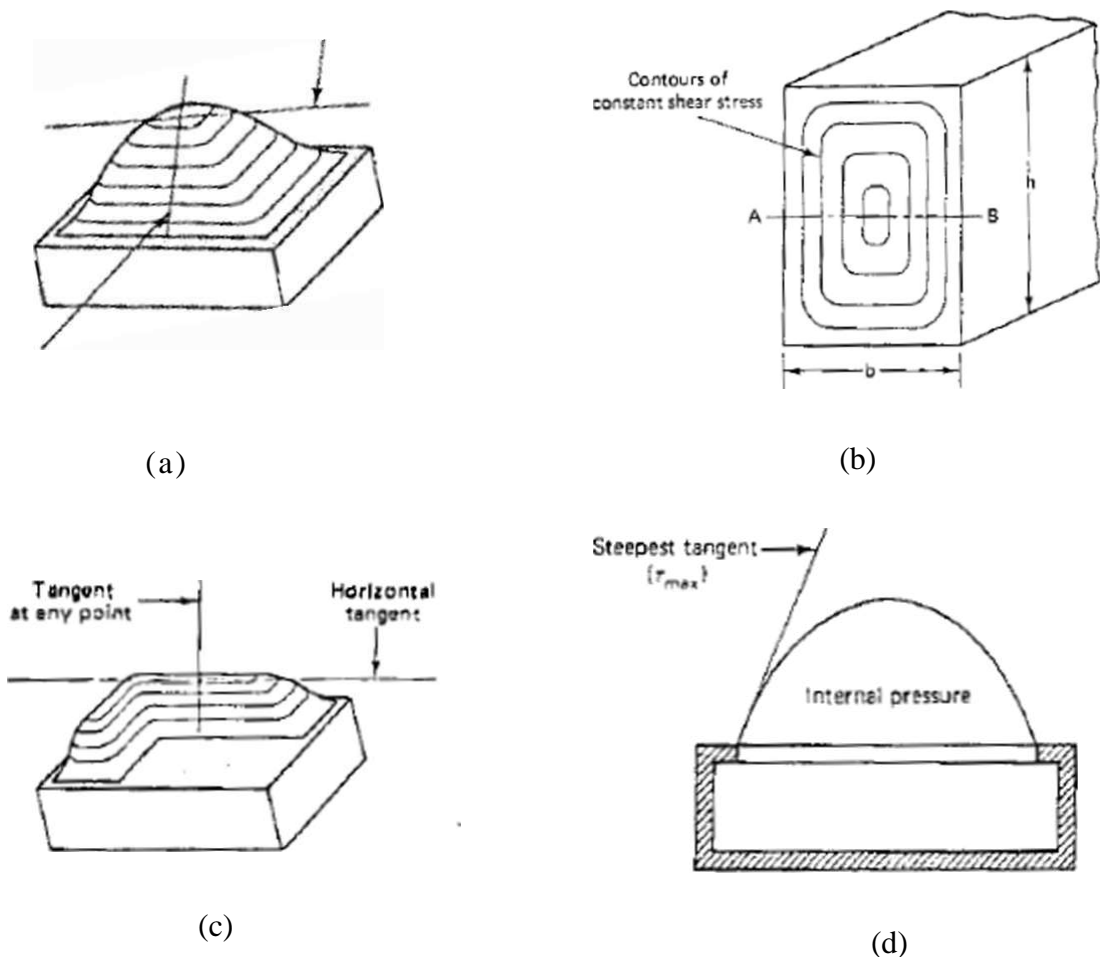 Contours of
constant shear stress
A
B
h
b
(a)
(b)
Tangent
at any point
Horizontal
tangent
Steepest tangent
(τmax)
Internal pressure
(c)
(d)